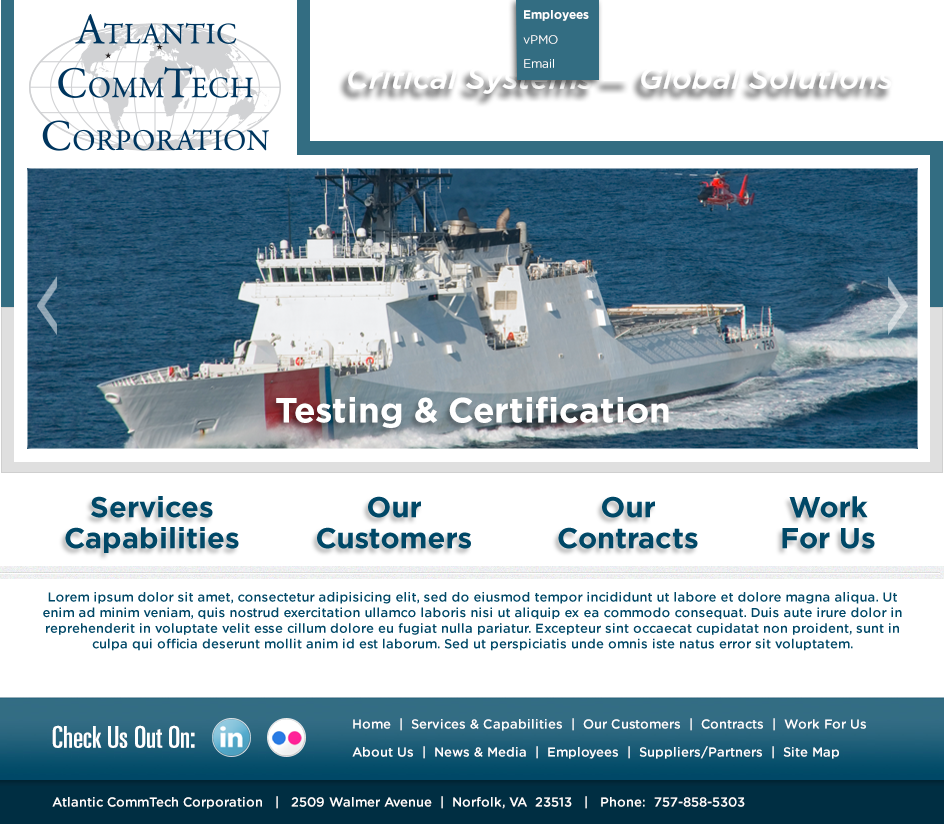 Atlantic
CommTech
Corporation
Employees
vPMO
Email
Critical Systems — Global Solutions
750
Testing & Certification
Services
Capabilities
Our
Customers
Our
Contracts
Work
For Us
Lorem ipsum dolor sit amet, consectetur adipisicing elit, sed do eiusmod tempor incididunt ut labore et dolore magna aliqua. Ut
enim ad minim veniam, quis nostrud exercitation ullamco laboris nisi ut aliquip ex ea commodo consequat. Duis aute irure dolor in
reprehenderit in voluptate velit esse cillum dolore eu fugiat nulla pariatur. Excepteur sint occaecat cupidatat non proident, sunt in
culpa qui officia deserunt mollit anim id est laborum. Sed ut perspiciatis unde omnis iste natus error sit voluptatem.
Check Us Out On:
in
Home | Services & Capabilities | Our Customers | Contracts | Work For Us
About Us | News & Media | Employees | Suppliers/Partners | Site Map
Atlantic CommTech Corporation | 2509 Walmer Avenue | Norfolk, VA 23513 | Phone: 757-858-5303